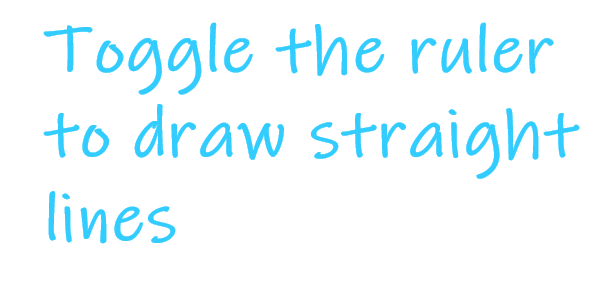 Toggle the ruler
to draw straight
lines